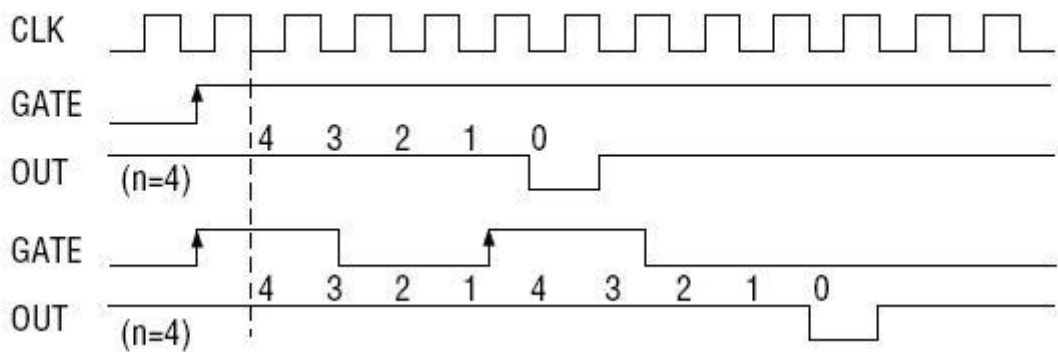 CLK
GATE
4 3 2 1 0
OUT (n=4)
GATE
4 3 2 1 4 3 2 1 0
OUT (n=4)